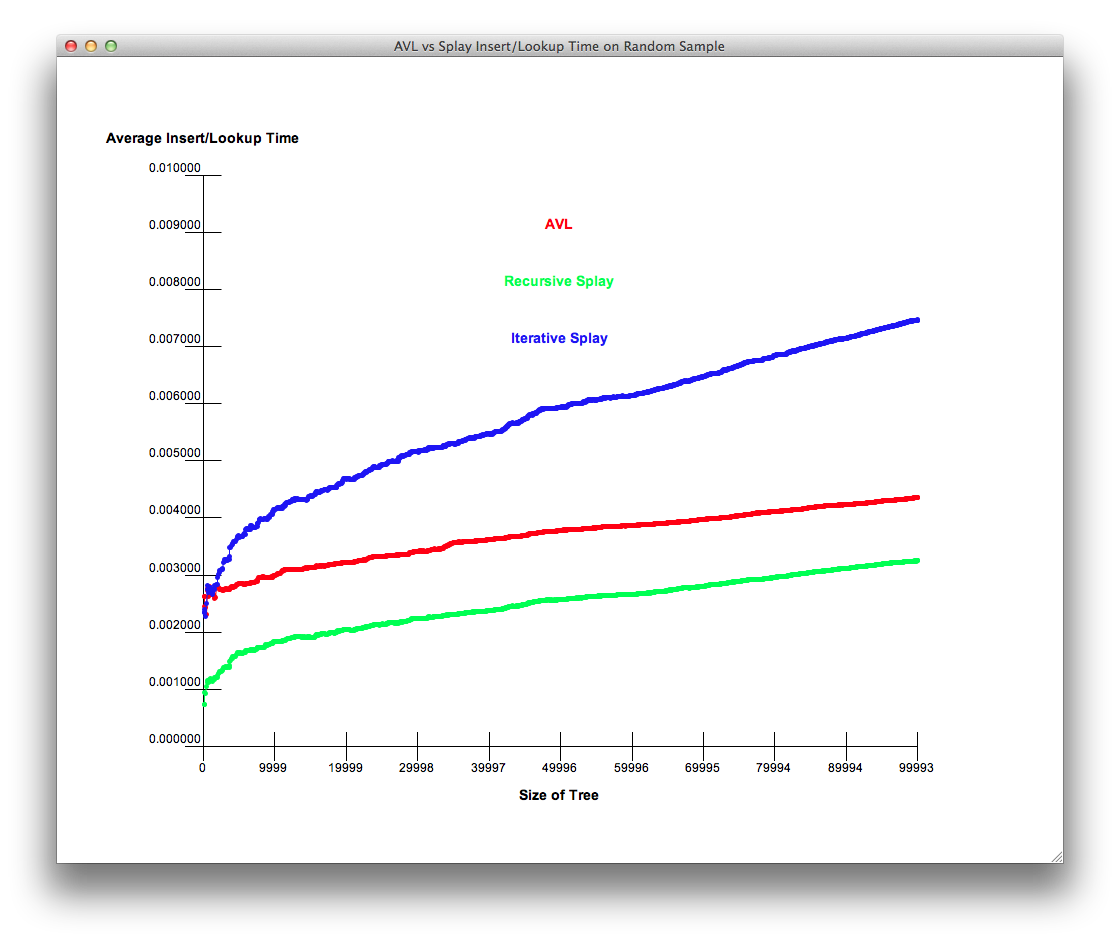 AVL vs Splay Insert/Lookup Time on Random Sample
Average Insert/Lookup Time
0.010000
0.009000
AVL
0.008000
Recursive Splay
0.007000
Iterative Splay
0.006000
0.005000
0.004000
0.003000
0.002000
0.001000
0.000000
0 9999 19999 29998 39997 49996 59996 69995 79994 89994 99993
Size of Tree